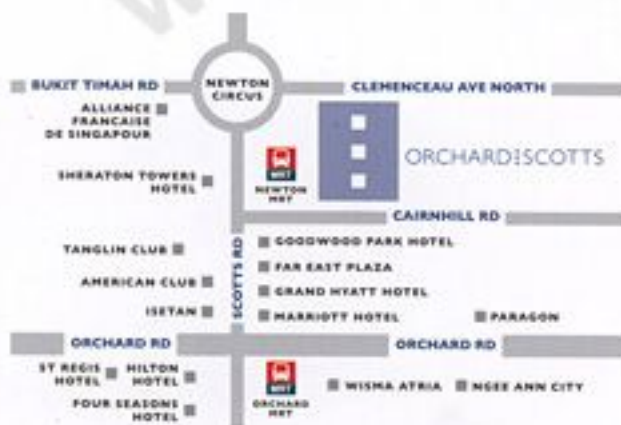 BUKIT TIMAH RD
NEWTON
CIRCUS
CLEMENCEAU AVE NORTH
ALLIANCE
FRANCAISE
DE SINGAPOUR
ORCHARD SCOTTS
SHERATON TOWERS
HOTEL
MRT
NEWTON
MRT
CAIRNHILL RD
SCOTTS RD
TANGLIN CLUB
GOODWOOD PARK HOTEL
FAR EAST PLAZA
AMERICAN CLUB
GRAND HYATT HOTEL
ISETAN
MARRIOTT HOTEL
PARAGON
ORCHARD RD
ORCHARD RD
ST REGIS
HOTEL
HILTON
HOTEL
MRT
ORCHARD
MRT
WISMA ATRIA
NGEE ANN CITY
FOUR SEASONS
HOTEL